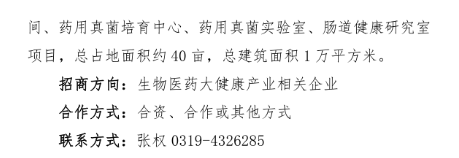 间、药用真菌培育中心、药用真菌实验室、肠道健康研究室
项目，总占地面积约 40 亩，总建筑面积 1 万平方米。
招商方向：生物医药大健康产业相关企业
合作方式：合资、合作或其他方式
联系方式：张权 0319-4326285